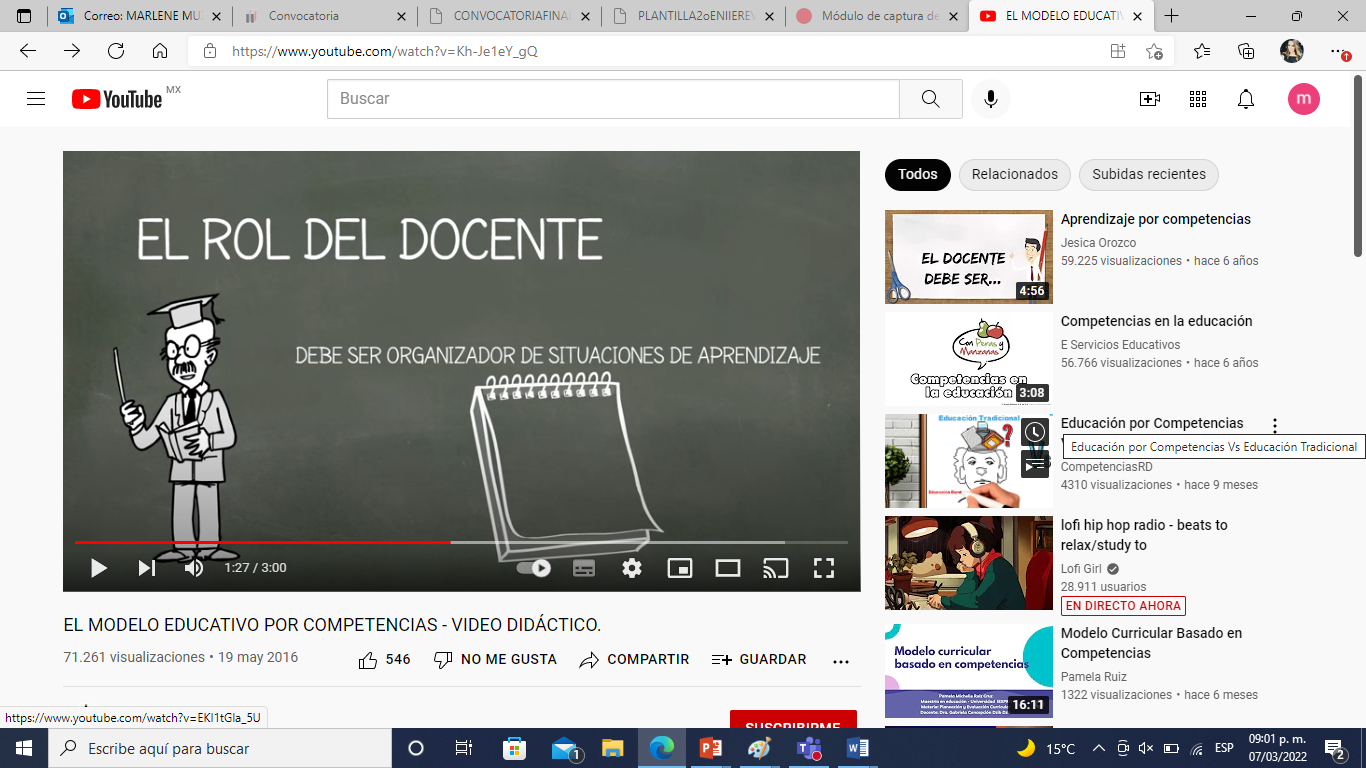 Correo: MARLENE MU
Convocatoria
CONVOCATORIAFINA
PLANTILLA2oENIIEREV
Módulo de captura de
EL MODELO EDUCATIV
https://www.youtube.com/watch?v=Kh-Je1eY_gQ
YouTube MX
Buscar
m
EL ROL DEL DOCENTE
DEBE SER ORGANIZADOR DE SITUACIONES DE APRENDIZAJE
1:27 / 3:00
EL MODELO EDUCATIVO POR COMPETENCIAS - VIDEO DIDÁCTICO.
71.261 visualizaciones • 19 may 2016
546
NO ME GUSTA
COMPARTIR
GUARDAR
SUSCRIBIRME
https://www.youtube.com/watch?v=EKl1tGla_5U
Todos
Relacionados
Subidas recientes
EL DOCENTE
DEBE SER...
4:56
Aprendizaje por competencias
Jesica Orozco
59.225 visualizaciones • hace 6 años
Con Peras y
Manzanas
Competencias en
la educación
3:08
Competencias en la educación
E Servicios Educativos
56.766 visualizaciones • hace 6 años
Educación Tradicional
Educación por Competencias
Educación por Competencias Vs Educación Tradicional
CompetenciasRD
4310 visualizaciones • hace 9 meses
lofi hip hop radio - beats to
relax/study to
Lofi Girl
28.911 usuarios
EN DIRECTO AHORA
Modelo curricular
basado en competencias
16:11
Modelo Curricular Basado en
Competencias
Pamela Ruiz
1322 visualizaciones • hace 6 meses
Escribe aquí para buscar
1
15°C
ESP
09:01 p. m.
07/03/2022
2